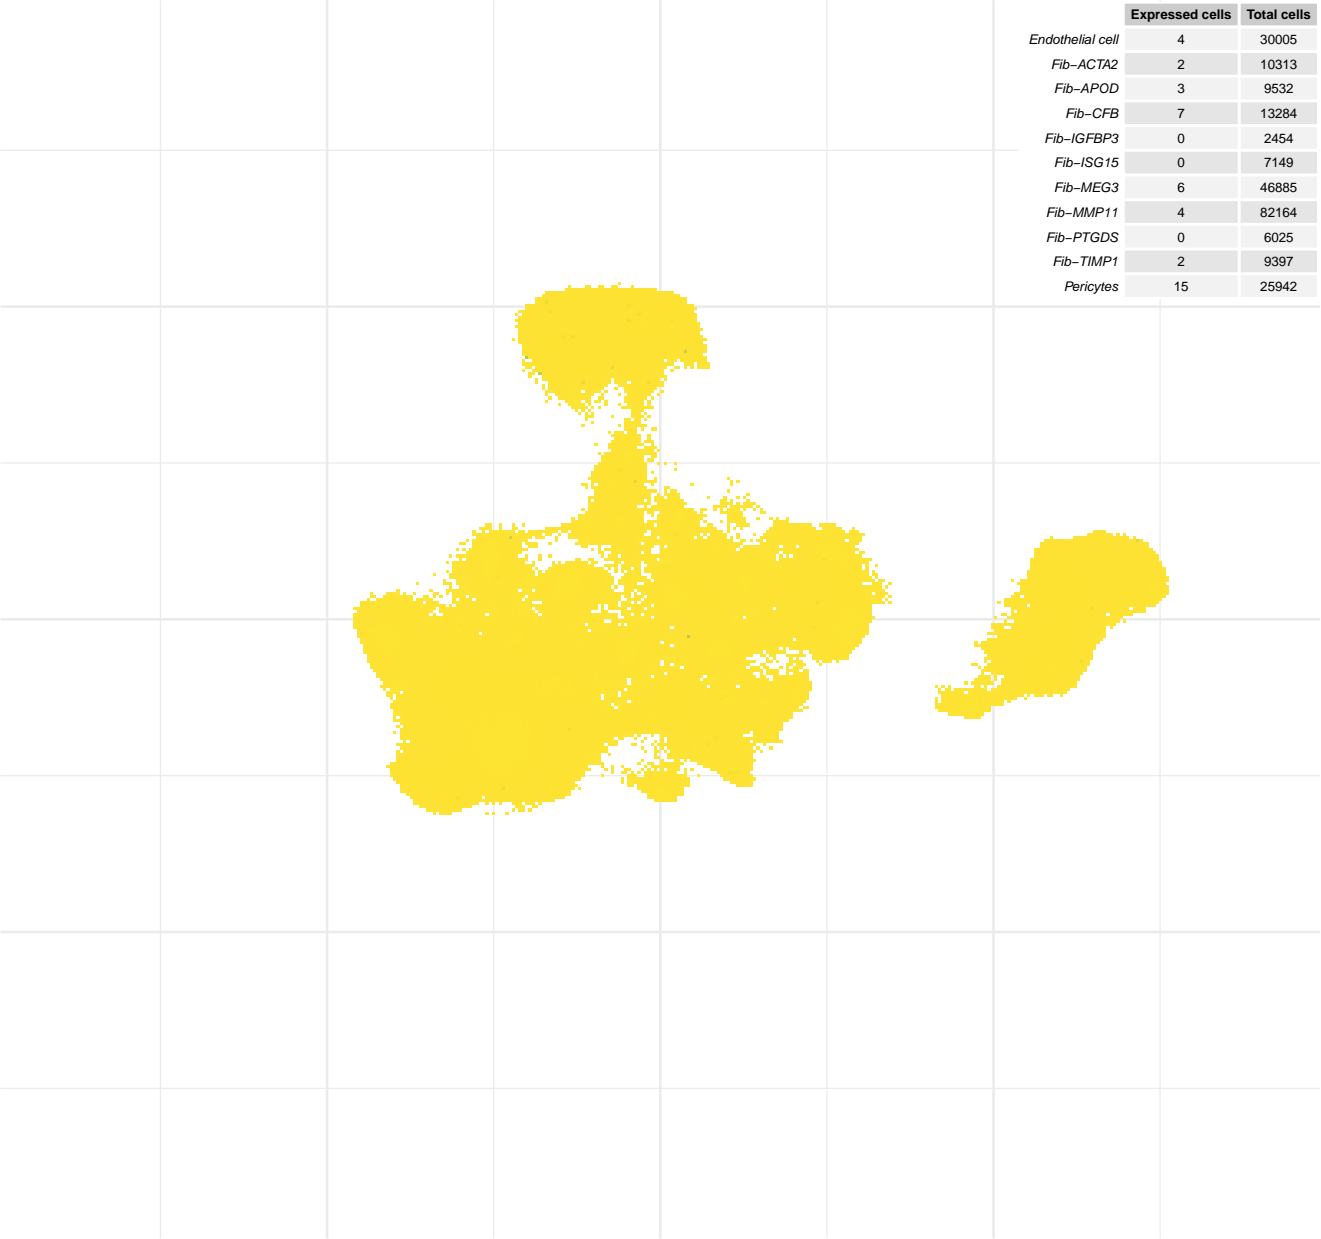 Expressed cells Total cells
Endothelial cell 4 30005
Fib−ACTA2 2 10313
Fib−APOD 3 9532
Fib−CFB 7 13284
Fib−IGFBP3 0 2454
Fib−ISG15 0 7149
Fib−MEG3 6 46885
Fib−MMP11 4 82164
Fib−PTGDS 0 6025
Fib−TIMP1 2 9397
Pericytes 15 25942